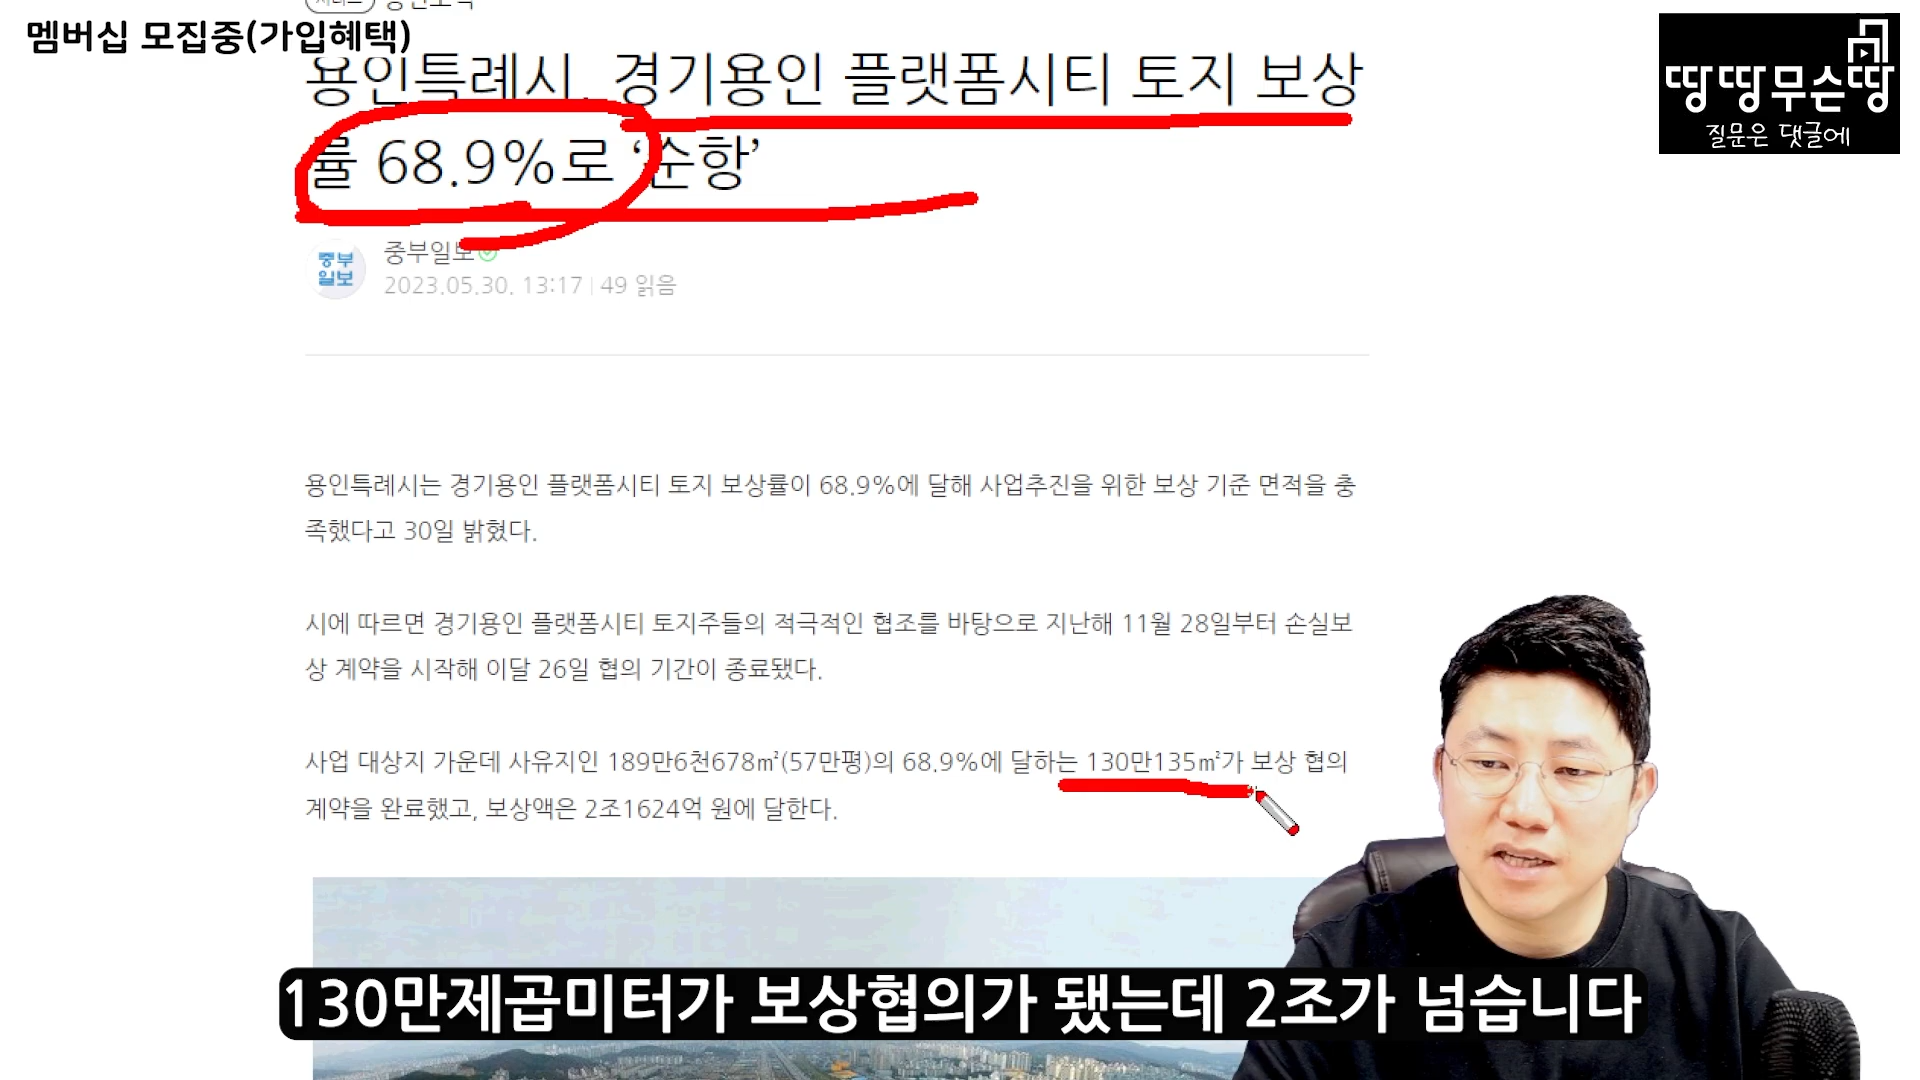 멤버십 모집중(가입혜택)
용인특례시, 경기용인 플랫폼시티 토지 보상
률 68.9%로 ‘순항’
중부
일보
중부일보
2023.05.30. 13:17 | 49 읽음
땅땅무슨땅
질문은 댓글에
용인특례시는 경기용인 플랫폼시티 토지 보상률이 68.9%에 달해 사업추진을 위한 보상 기준 면적을 충
족했다고 30일 밝혔다.
시에 따르면 경기용인 플랫폼시티 토지주들의 적극적인 협조를 바탕으로 지난해 11월 28일부터 손실보
상 계약을 시작해 이달 26일 협의 기간이 종료됐다.
사업 대상지 가운데 사유지인 189만6천678㎡(57만평)의 68.9%에 달하는 130만135㎡가 보상 협의
계약을 완료했고, 보상액은 2조1624억 원에 달한다.
130만제곱미터가 보상협의가 됐는데 2조가 넘습니다